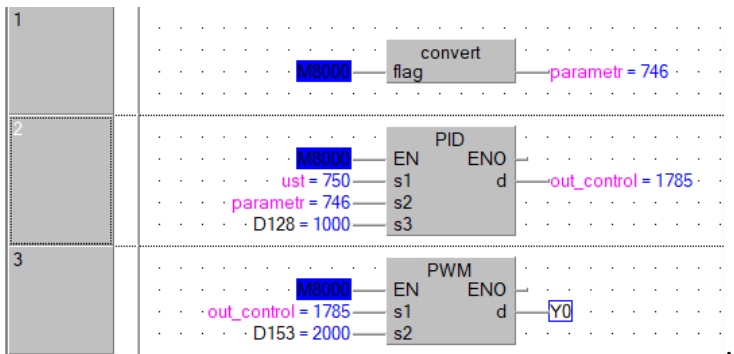 1
convert
M8000 flag parametr = 746
2
PID
M8000 EN ENO
ust = 750 s1 d out_control = 1785
parametr = 746 s2
D128 = 1000 s3
3
PWM
M8000 EN ENO
out_control = 1785 s1 d Y0
D153 = 2000 s2
.